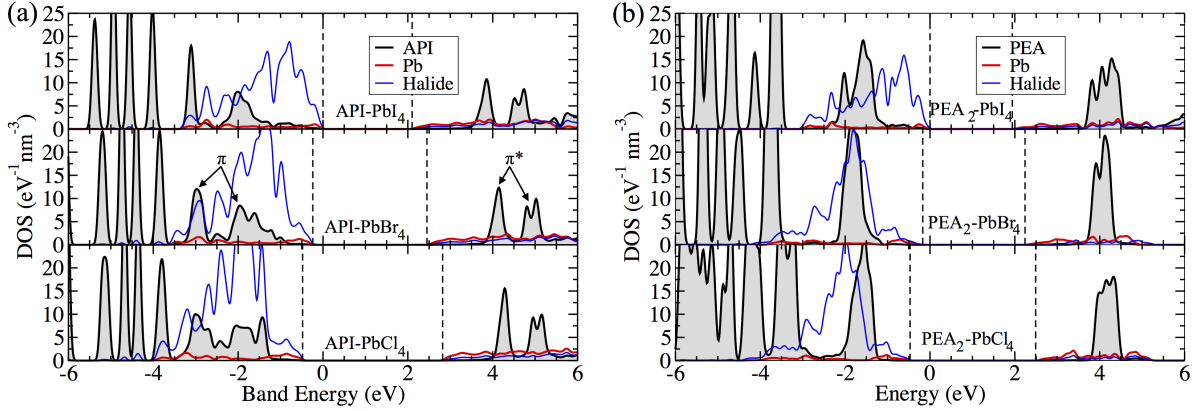 (a)
25
20
15
10
5
0
API
Pb
Halide
API-PbI4
20
15
10
5
0
π
π*
API-PbBr4
20
15
10
5
0
API-PbCl4
-6 -4 -2 0 2 4 6
Band Energy (eV)
DOS (eV⁻¹ nm⁻³)
(b)
25
20
15
10
5
0
PEA
Pb
Halide
PEA2-PbI4
20
15
10
5
0
PEA2-PbBr4
20
15
10
5
0
PEA2-PbCl4
-6 -4 -2 0 2 4 6
Energy (eV)
DOS (eV⁻¹ nm⁻³)